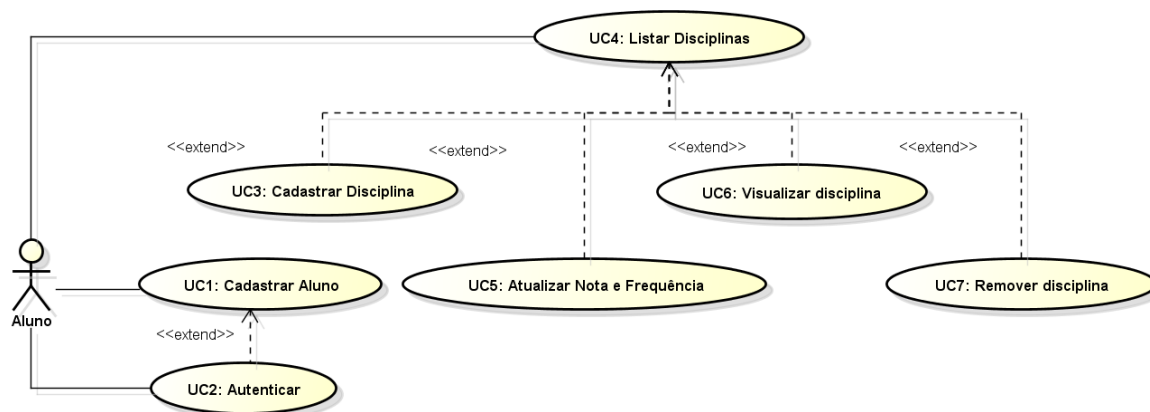 UC4: Listar Disciplinas
<<extend>>
<<extend>>
<<extend>>
<<extend>>
UC3: Cadastrar Disciplina
UC6: Visualizar disciplina
UC1: Cadastrar Aluno
UC5: Atualizar Nota e Frequência
UC7: Remover disciplina
Aluno
<<extend>>
UC2: Autenticar